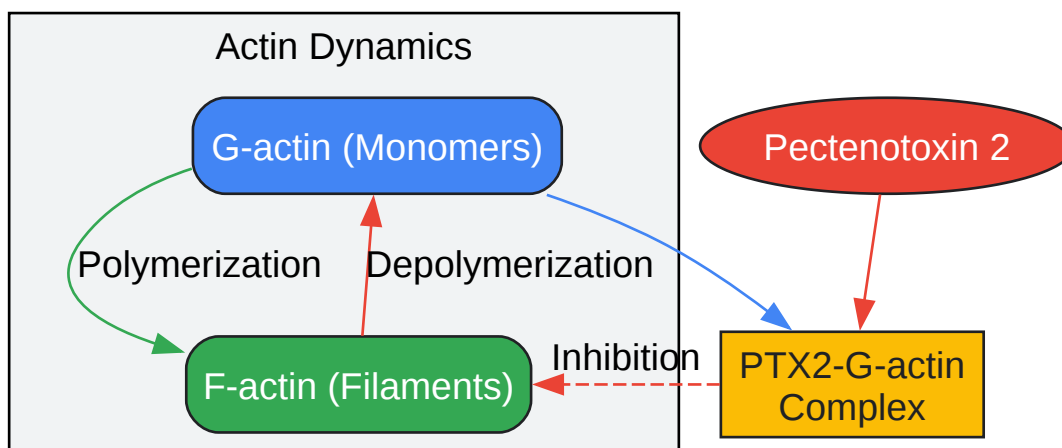 Actin Dynamics
G-actin (Monomers)
Pectenotoxin 2
Polymerization
Depolymerization
F-actin (Filaments)
Inhibition
PTX2-G-actin
Complex